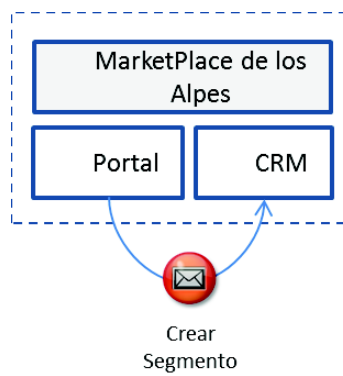 MarketPlace de los
Alpes
Portal
CRM
Crear
Segmento